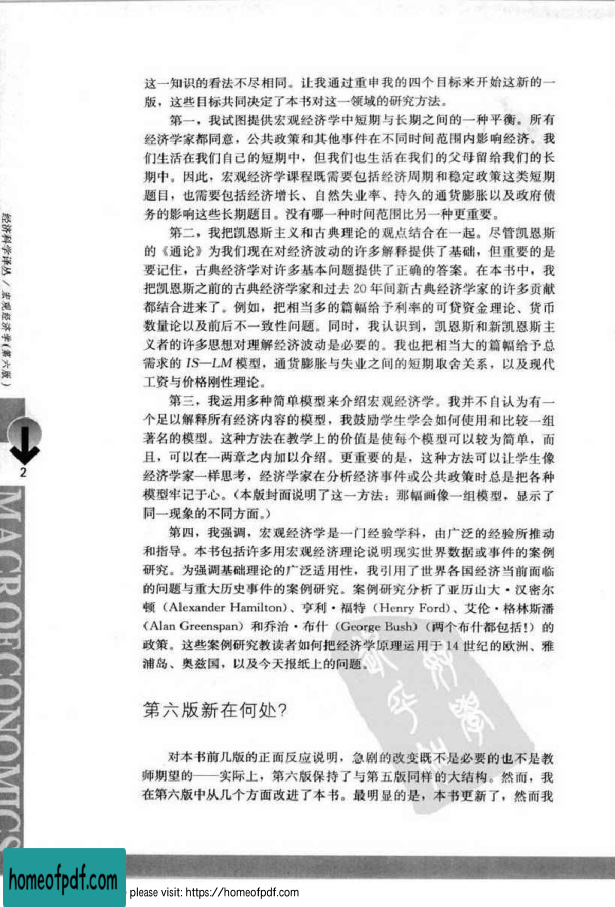 这一知识的看法不尽相同。让我通过重申我的四个目标来开始这新的一
版，这些目标共同决定了本书对这一领域的研究方法。
第一，我试图提供宏观经济学中短期与长期之间的一种平衡。所有
经济学家都同意，公共政策和其他事件在不同时间范围内影响经济。我
们生活在我们自己的短期中，但我们也生活在我们的父母留给我们的长
期中。因此，宏观经济学课程既需要包括经济周期和稳定政策这类短期
题目，也需要包括经济增长、自然失业率、持久的通货膨胀以及政府债
务的影响这些长期题目。没有哪一种时间范围比另一种更重要。
第二，我把凯恩斯主义和古典理论的观点结合在一起。尽管凯恩斯
的《通论》为我们现在对经济波动的许多解释提供了基础，但重要的是
要记住，古典经济学对许多基本问题提供了正确的答案。在本书中，我
把凯恩斯之前的古典经济学家和过去 20 年间新古典经济学家的许多贡献
都结合进来了。例如，把相当多的篇幅给予利率的可贷资金理论、货币
数量论以及前后不一致性问题。同时，我认识到，凯恩斯和新凯恩斯主
义者的许多思想对理解经济波动是必要的。我也把相当大的篇幅给予总
需求的 IS—LM 模型，通货膨胀与失业之间的短期取舍关系，以及现代
工资与价格刚性理论。
第三，我运用多种简单模型来介绍宏观经济学。我并不自认为有一
个足以解释所有经济内容的模型，我鼓励学生学会如何使用和比较一组
著名的模型。这种方法在教学上的价值是使每个模型可以较为简单，而
且，可以在一两章之内加以介绍。更重要的是，这种方法可以让学生像
经济学家一样思考，经济学家在分析经济事件或公共政策时总是把各种
模型牢记于心。（本版封面说明了这一方法：那幅画像一组模型，显示了
同一现象的不同方面。）
第四，我强调，宏观经济学是一门经验学科，由广泛的经验所推动
和指导。本书包括许多用宏观经济理论说明现实世界数据或事件的案例
研究。为强调基础理论的广泛适用性，我引用了世界各国经济当前面临
的问题与重大历史事件的案例研究。案例研究分析了亚历山大·汉密尔
顿（Alexander Hamilton）、亨利·福特（Henry Ford）、艾伦·格林斯潘
（Alan Greenspan）和乔治·布什（George Bush）（两个布什都包括！）的
政策。这些案例研究教读者如何把经济学原理运用于 14 世纪的欧洲、雅
浦岛、奥兹国，以及今天报纸上的问题。
第六版新在何处？
对本书前几版的正面反应说明，急剧的改变既不是必要的也不是教
师期望的——实际上，第六版保持了与第五版同样的大结构。然而，我
在第六版中从几个方面改进了本书。最明显的是，本书更新了，然而我
经济科学译丛／宏观经济学（第六版）
2
MACROECONOMICS
homeofpdf.com
please visit: https://homeofpdf.com